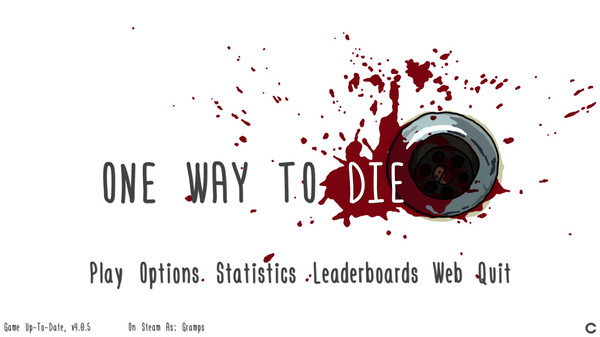 ONE WAY TO DIE
Play Options Statistics Leaderboards Web Quit
Game Up-To-Date, v4.0.5 On Steam As: Gramps
C